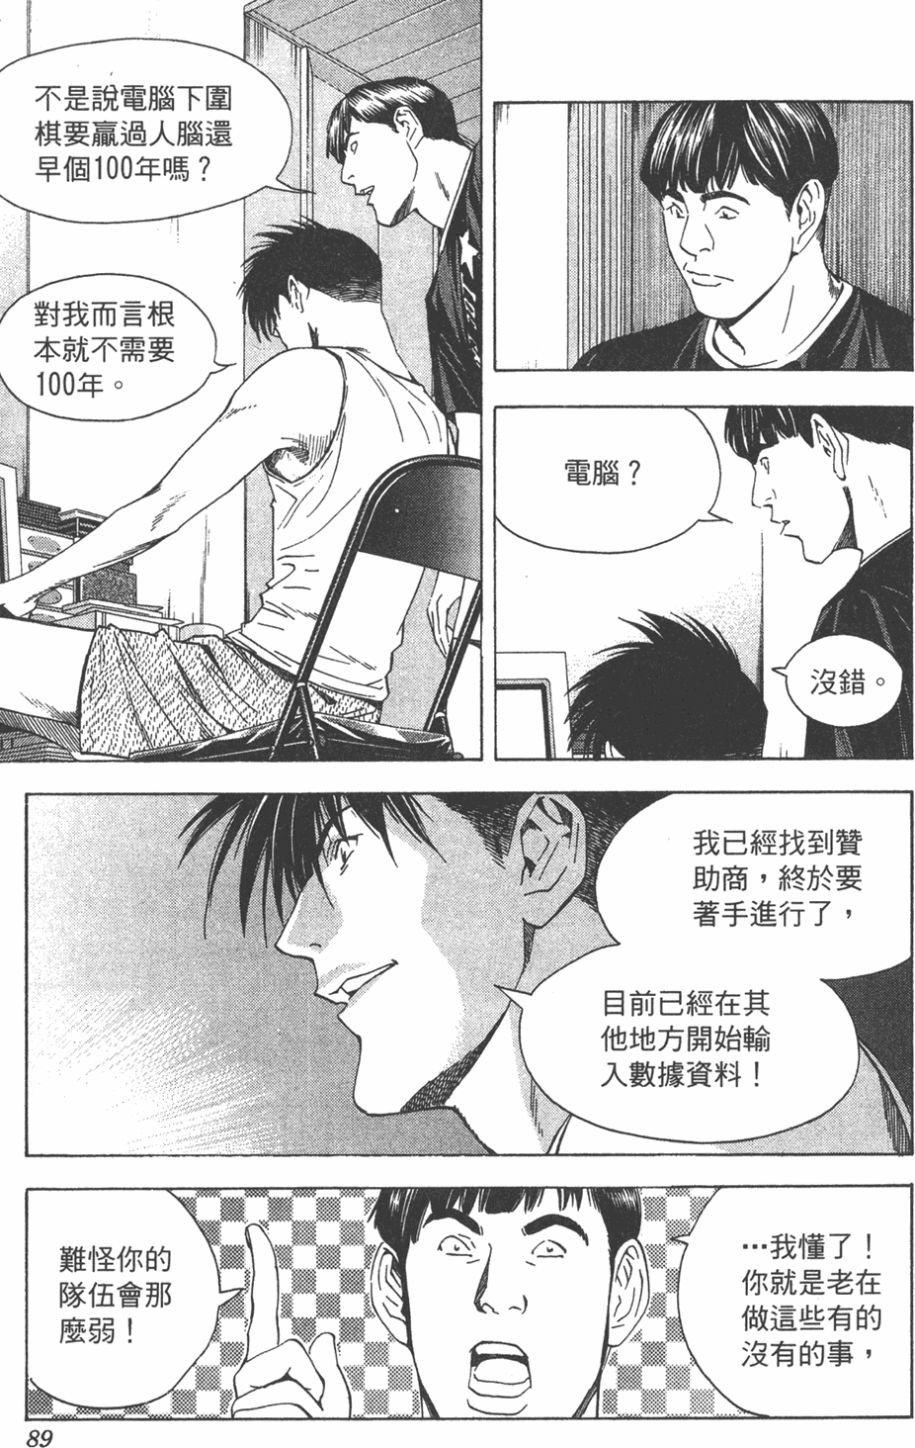 電腦？
沒錯。
不是說電腦下圍
棋要贏過人腦還
早個100年嗎？
對我而言根
本就不需要
100年。
我已經找到贊
助商，終於要
著手進行了，
目前已經在其
他地方開始輸
入數據資料！
…我懂了！
你就是老在
做這些有的
沒有的事，
難怪你的
隊伍會那
麼弱！
89